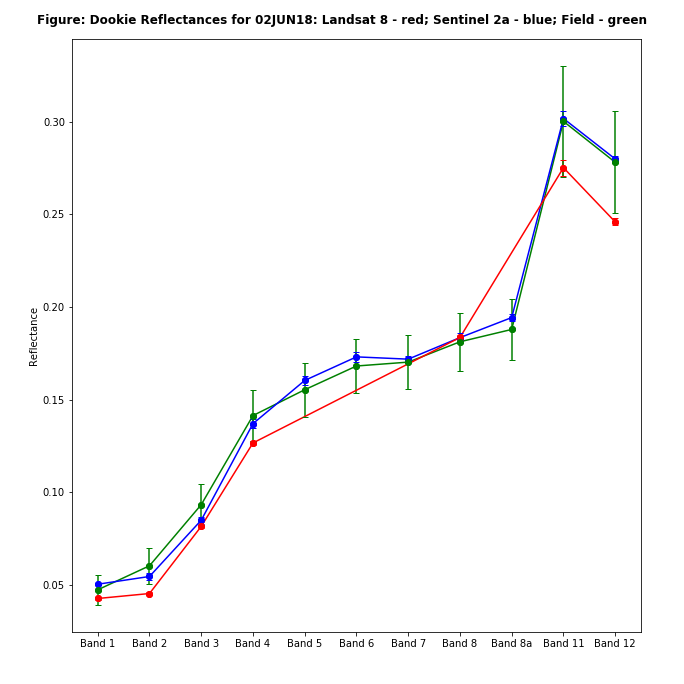 Figure: Dookie Reflectances for 02JUN18: Landsat 8 - red; Sentinel 2a - blue; Field - green
0.30
0.25
0.20
0.15
0.10
0.05
Reflectance
Band 1 Band 2 Band 3 Band 4 Band 5 Band 6 Band 7 Band 8 Band 8a Band 11 Band 12